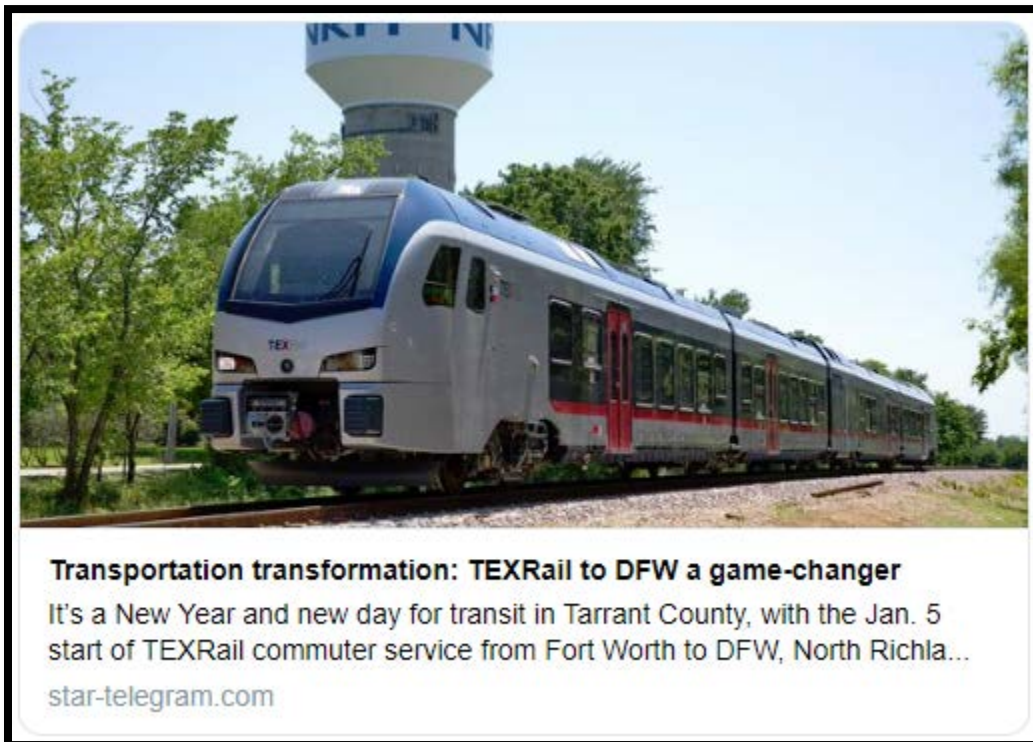 TEX
Transportation transformation: TEXRail to DFW a game-changer
It’s a New Year and new day for transit in Tarrant County, with the Jan. 5
start of TEXRail commuter service from Fort Worth to DFW, North Richla...
star-telegram.com